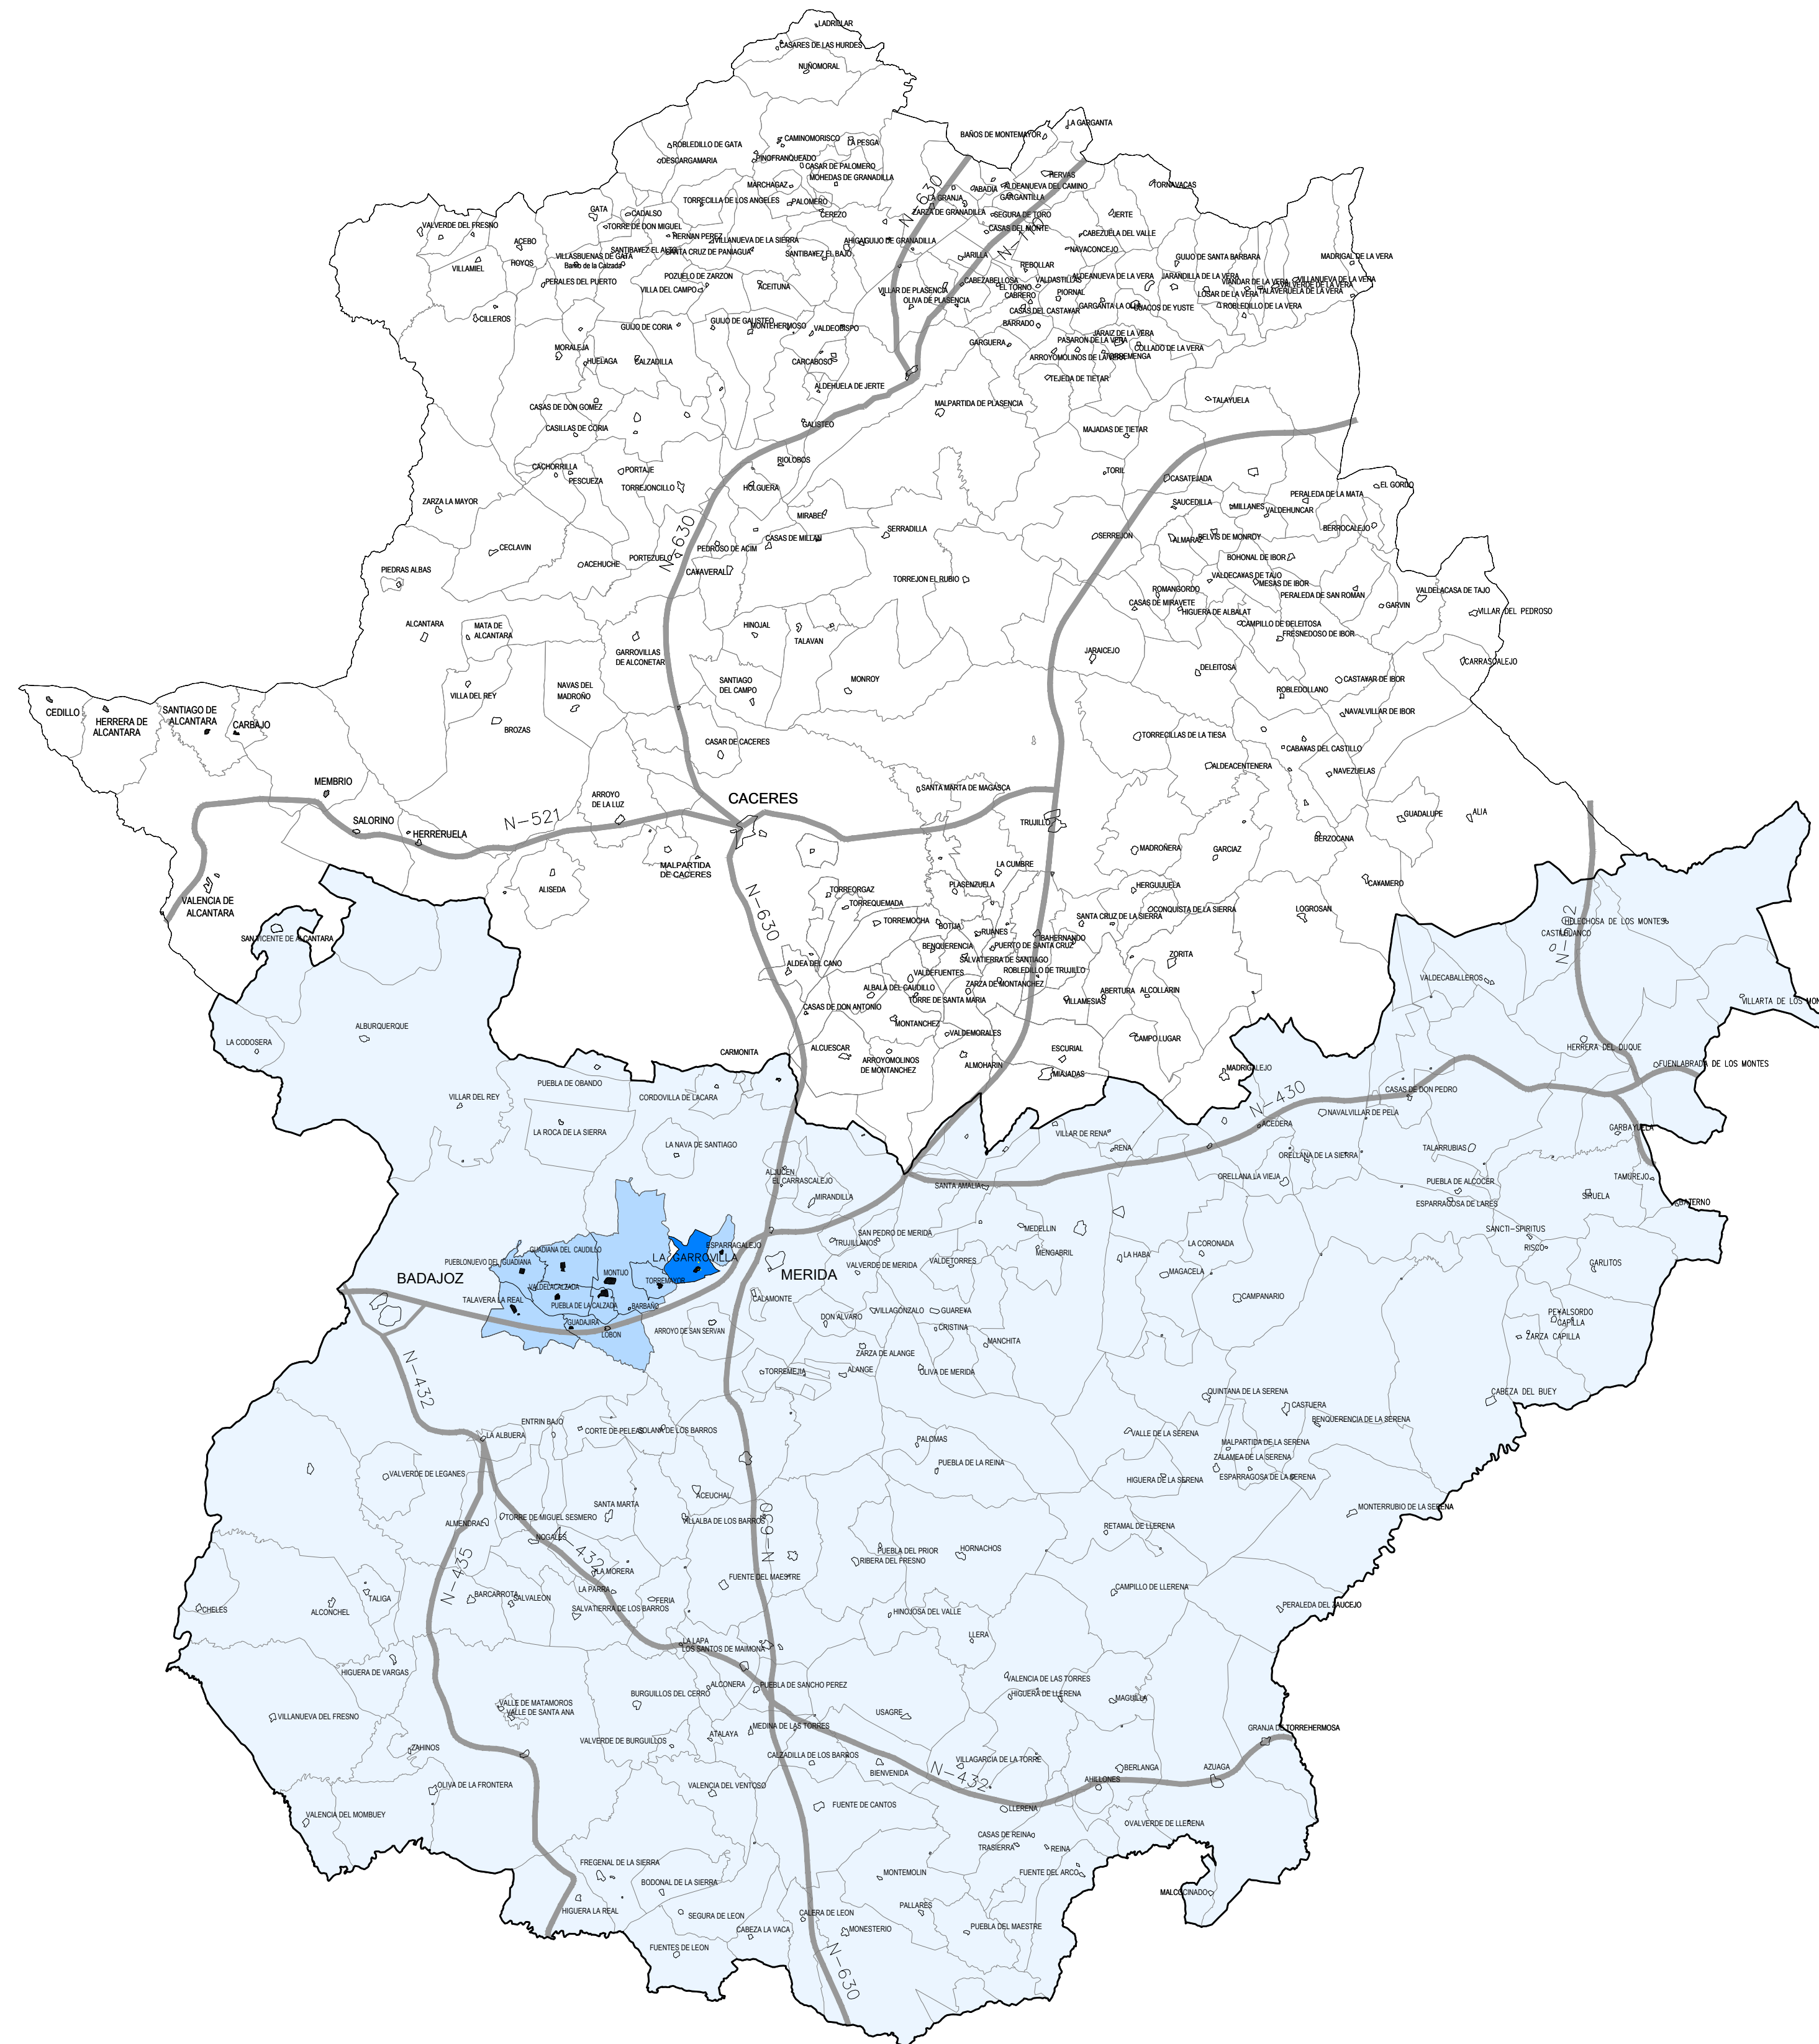 LADRILLAR
CASARES DE LAS HURDES
NUÑOMORAL
LA GARGANTA
BAÑOS DE MONTEMAYOR
ROBLEDILLO DE GATA
CAMINOMORISCO
LA PESGA
DESCARGAMARIA
PINOFRANQUEADO
CASAR DE PALOMERO
MOHEDAS DE GRANADILLA
MARCHAGAZ
HERVAS
ABADIA
ALDEANUEVA DEL CAMINO
GARGANTILLA
TORNAVACAS
TORRECILLA DE LOS ANGELES
PALOMERO
CEREZO
LA GRANJA
ZARZA DE GRANADILLA
SEGURA DE TORO
CASAS DEL MONTE
JERTE
N-630
GATA
CADALSO
TORRE DE DON MIGUEL
HERNAN PEREZ
VILLANUEVA DE LA SIERRA
VALVERDE DEL FRESNO
ACEBO
HOYOS
VILLAMIEL
VILLASBUENAS DE GATA
SANTIBAYEZ EL ALTO
SANTA CRUZ DE PANIAGUA
SANTIBAYEZ EL BAJO
CABEZUELA DEL VALLE
NAVACONCEJO
JARILLA
REBOLLAR
GUIJO DE SANTA BARBARA
MADRIGAL DE LA VERA
PERALES DEL PUERTO
POZUELO DE ZARZON
VILLA DEL CAMPO
ACEITUNA
VILLAR DE PLASENCIA
OLIVA DE PLASENCIA
CABEZABELLOSA
EL TORNO
CABRERO
VALDASTILLAS
PIORNAL
CASAS DEL CASTAYAR
ALDEANUEVA DE LA VERA
JARANDILLA DE LA VERA
GARGANTA LA OLLA
CUACOS DE YUSTE
LOSAR DE LA VERA
VIANDAR DE LA VERA
VILLANUEVA DE LA VERA
VALVERDE DE LA VERA
TALAVERUELA DE LA VERA
ROBLEDILLO DE LA VERA
CILLEROS
GUIJO DE CORIA
GUIJO DE GALISTEO
MONTEHERMOSO
VALDEOBISPO
BARRADO
GARGUERA
JARAIZ DE LA VERA
PASARON DE LA VERA
COLLADO DE LA VERA
ARROYOMOLINOS DE LA VERA
TORREMENGA
TEJEDA DE TIETAR
MORALEJA
HUELAGA
CALZADILLA
CARCABOSO
ALDEHUELA DE JERTE
CASAS DE DON GOMEZ
CASILLAS DE CORIA
GALISTEO
MALPARTIDA DE PLASENCIA
TALAYUELA
MAJADAS DE TIETAR
CACHORRILLA
PESCUEZA
PORTAJE
TORREJONCILLO
RIOLOBOS
HOLGUERA
TORIL
CASATEJADA
EL GORDO
ZARZA LA MAYOR
MIRABEL
SERRADILLA
SAUCEDILLA
MILLANES
PERALEDA DE LA MATA
VALDEHUNCAR
BERROCALEJO
N-630
CECLAVIN
ACEHUCHE
PORTEZUELO
PEDROSO DE ACIM
CASAS DE MILLAN
CAYAVERAL
SERREJON
ALMARAZ
BELVIS DE MONROY
BOHONAL DE IBOR
PIEDRAS ALBAS
TORREJON EL RUBIO
VALDECAYAS DE TAJO
MESAS DE IBOR
ROMANGORDO
CASAS DE MIRAVETE
HIGUERA DE ALBALAT
PERALEDA DE SAN ROMAN
GARVIN
VALDELACASA DE TAJO
VILLAR DEL PEDROSO
ALCANTARA
MATA DE
ALCANTARA
GARROVILLAS
DE ALCONETAR
HINOJAL
TALAVAN
CAMPILLO DE DELEITOSA
FRESNEDOSO DE IBOR
JARAICEJO
DELEITOSA
CARRASCALEJO
VILLA DEL REY
NAVAS DEL
MADROÑO
SANTIAGO
DEL CAMPO
MONROY
ROBLEDOLLANO
CASTAYAR DE IBOR
NAVALVILLAR DE IBOR
CEDILLO
HERRERA DE
ALCANTARA
SANTIAGO DE
ALCANTARA
CARBAJO
BROZAS
CASAR DE CACERES
TORRECILLAS DE LA TIESA
CABAYAS DEL CASTILLO
ALDEACENTENERA
NAVEZUELAS
MEMBRIO
ARROYO
DE LA LUZ
CACERES
SANTA MARTA DE MAGASCA
TRUJILLO
GUADALUPE
ALIA
SALORINO
HERRERUELA
N-521
BERZOCANA
MADROÑERA
GARCIAZ
MALPARTIDA
DE CACERES
ALISEDA
VALENCIA DE
ALCANTARA
LA CUMBRE
PLASENZUELA
HERGUIJUELA
CAYAMERO
TORREORGAZ
TORREQUEMADA
TORREMOCHA
BOTIJA
RUANES
SANTA CRUZ DE LA SIERRA
CONQUISTA DE LA SIERRA
LOGROSAN
N-630
SAN VICENTE DE ALCANTARA
BENQUERENCIA
PUERTO DE SANTA CRUZ
SALVATIERRA DE SANTIAGO
ROBLEDILLO DE TRUJILLO
ZORITA
HELECHOSA DE LOS MONTES
CASTILBLANCO
ALDEA DEL CANO
VALDEFUENTES
ALBALA DEL CAUDILLO
TORRE DE SANTA MARIA
ZARZA DE MONTANCHEZ
VILLAMESIAS
ABERTURA
ALCOLLARIN
VALDECABALLEROS
CASAS DE DON ANTONIO
MONTANCHEZ
VALDEMORALES
CAMPO LUGAR
ALBURQUERQUE
LA CODOSERA
CARMONITA
ALCUESCAR
ARROYOMOLINOS
DE MONTANCHEZ
ALMOHARIN
ESCURIAL
MIAJADAS
MADRIGALEJO
HERRERA DEL DUQUE
FUENLABRADA DE LOS MONTES
PUEBLA DE OBANDO
CORDOVILLA DE LACARA
VILLAR DEL REY
CASAS DE DON PEDRO
N-430
NAVALVILLAR DE PELA
ACEDERA
LA ROCA DE LA SIERRA
LA NAVA DE SANTIAGO
VILLAR DE RENA
RENA
GARBAYUELA
TALARRUBIAS
ORELLANA DE LA SIERRA
ORELLANA LA VIEJA
ALJUCEN
EL CARRASCALEJO
MIRANDILLA
SANTA AMALIA
PUEBLA DE ALCOCER
ESPARRAGOSA DE LARES
SIRUELA
TAMUREJO
BATERNO
SAN PEDRO DE MERIDA
TRUJILLANOS
MEDELLIN
MENGABRIL
LA HABA
LA CORONADA
SANCTI-SPIRITUS
RISCO
GARLITOS
GUADIANA DEL CAUDILLO
PUEBLONUEVO DEL GUADIANA
ESPARRAGALEJO
LA GARROVILLA
BADAJOZ
MONTIJO
TORREMAYOR
VALDELACALZADA
MERIDA
VALVERDE DE MERIDA
VALDETORRES
MAGACELA
TALAVERA LA REAL
PUEBLA DE LA CALZADA
BARBAÑO
GUADAJIRA
LOBON
CALAMONTE
ARROYO DE SAN SERVAN
DON ALVARO
VILLAGONZALO
GUAREYA
CRISTINA
MANCHITA
CAMPANARIO
PEYALSORDO
CAPILLA
ZARZA CAPILLA
N-432
ZARZA DE ALANGE
TORREMEJIA
ALANGE
OLIVA DE MERIDA
QUINTANA DE LA SERENA
CASTUERA
BENQUERENCIA DE LA SERENA
CABEZA DEL BUEY
LA ALBUERA
ENTRIN BAJO
CORTE DE PELEAS
SOLANA DE LOS BARROS
PALOMAS
PUEBLA DE LA REINA
VALLE DE LA SERENA
MALPARTIDA DE LA SERENA
ZALAMEA DE LA SERENA
ESPARRAGOSA DE LA SERENA
HIGUERA DE LA SERENA
VALVERDE DE LEGANES
ACEUCHAL
SANTA MARTA
VILLALBA DE LOS BARROS
N-630
MONTERRUBIO DE LA SERENA
ALMENDRAL
TORRE DE MIGUEL SESMERO
NOGALES
N-432
RETAMAL DE LLERENA
PUEBLA DEL PRIOR
RIBERA DEL FRESNO
HORNACHOS
N-435
LA MORERA
LA PARRA
FUENTE DEL MAESTRE
CAMPILLO DE LLERENA
CHELES
ALCONCHEL
TALIGA
BARCARROTA
SALVALEON
FERIA
SALVATIERRA DE LOS BARROS
HINOJOSA DEL VALLE
PERALEDA DEL ZAUCEJO
LLERA
LA LAPA
LOS SANTOS DE MAIMONA
HIGUERA DE VARGAS
ALCONERA
PUEBLA DE SANCHO PEREZ
VALENCIA DE LAS TORRES
HIGUERA DE LLERENA
MAGUILLA
BURGUILLOS DEL CERRO
VALLE DE MATAMOROS
VALLE DE SANTA ANA
VILLANUEVA DEL FRESNO
USAGRE
MEDINA DE LAS TORRES
ATALAYA
VALVERDE DE BURGUILLOS
GRANJA DE TORREHERMOSA
ZAHINOS
CALZADILLA DE LOS BARROS
BIENVENIDA
VILLAGARCIA DE LA TORRE
N-432
BERLANGA
AHILLONES
AZUAGA
OLIVA DE LA FRONTERA
VALENCIA DEL VENTOSO
FUENTE DE CANTOS
LLERENA
VALENCIA DEL MOMBUEY
VALVERDE DE LLERENA
CASAS DE REINA
TRASIERRA
REINA
FREGENAL DE LA SIERRA
BODONAL DE LA SIERRA
MONTEMOLIN
FUENTE DEL ARCO
MALCOCINADO
HIGUERA LA REAL
SEGURA DE LEON
CALERA DE LEON
PALLARES
CABEZA LA VACA
MONESTERIO
PUEBLA DEL MAESTRE
FUENTES DE LEON
N-630